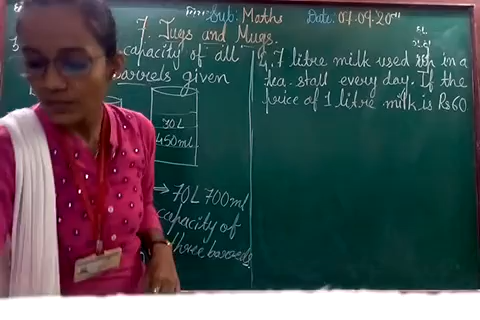 Sub: Maths Date: 07-09-20
7. Jugs and Mugs.
capacity of all
barrels given
30L
450ml
→ 70L 700ml
capacity of
three barrels
4. 7 litre milk used in a
tea stall every day. If the
price of 1 litre milk is Rs60